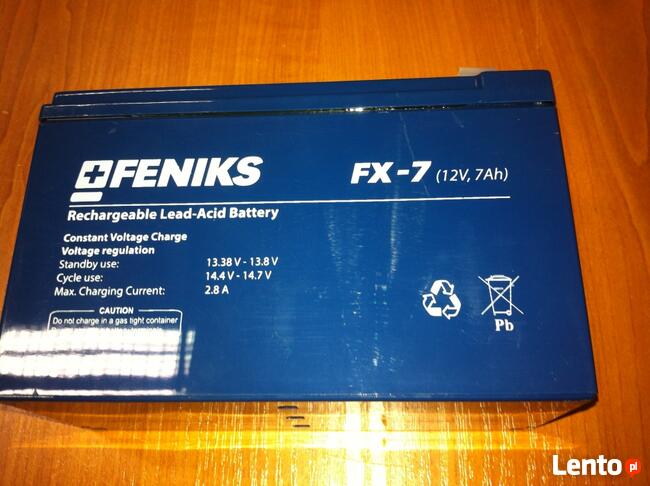 FENIKS
FX-7 (12V, 7Ah)
Rechargeable Lead-Acid Battery
Constant Voltage Charge
Voltage regulation
Standby use: 13.38 V - 13.8 V
Cycle use: 14.4 V - 14.7 V
Max. Charging Current: 2.8 A
CAUTION
Do not charge in a gas tight container
Pb
Lento.pl